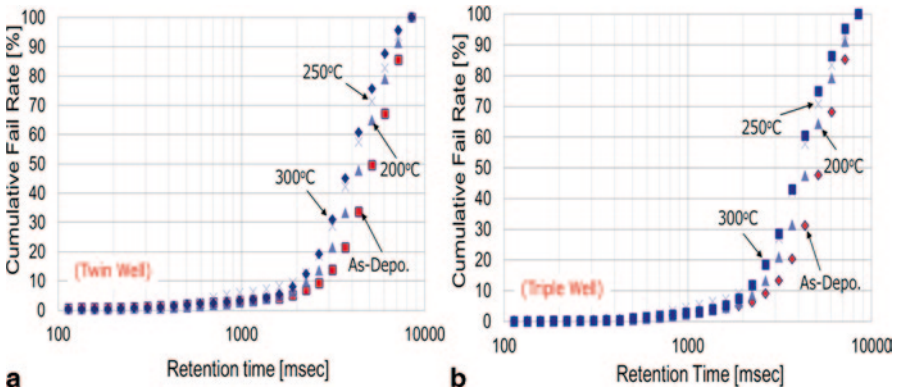 Cumulative Fail Rate [%]
100
90
80
70
60
50
40
30
20
10
0
250°C
200°C
300°C
As-Depo.
(Twin Well)
100
1000
10000
Retention time [msec]
a
Cumulative Fail Rate [%]
100
90
80
70
60
50
40
30
20
10
0
250°C
200°C
300°C
As-Depo.
(Triple Well)
100
1000
10000
Retention Time [msec]
b